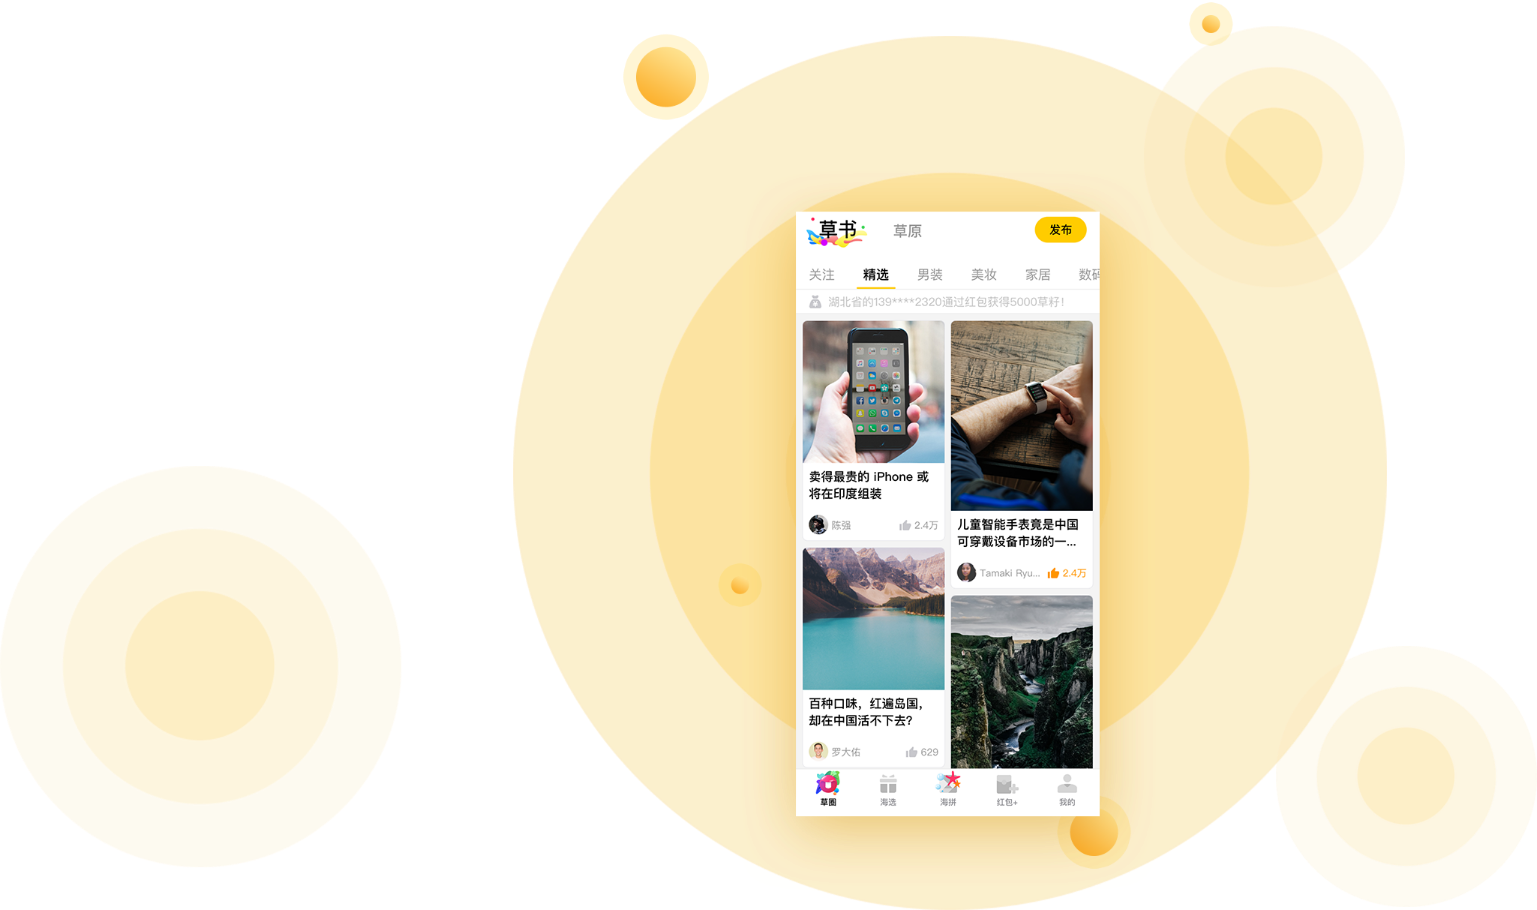 草书
草原
发布
关注 精选 男装 美妆 家居 数码
湖北省的139****2320通过红包获得5000草籽!
卖得最贵的 iPhone 或
将在印度组装
陈强 2.4万
儿童智能手表竟是中国
可穿戴设备市场的一...
Tamaki Ryu... 2.4万
百种口味，红遍岛国，
却在中国活不下去?
罗大佑 629
草圈 海选 海拼 红包+ 我的